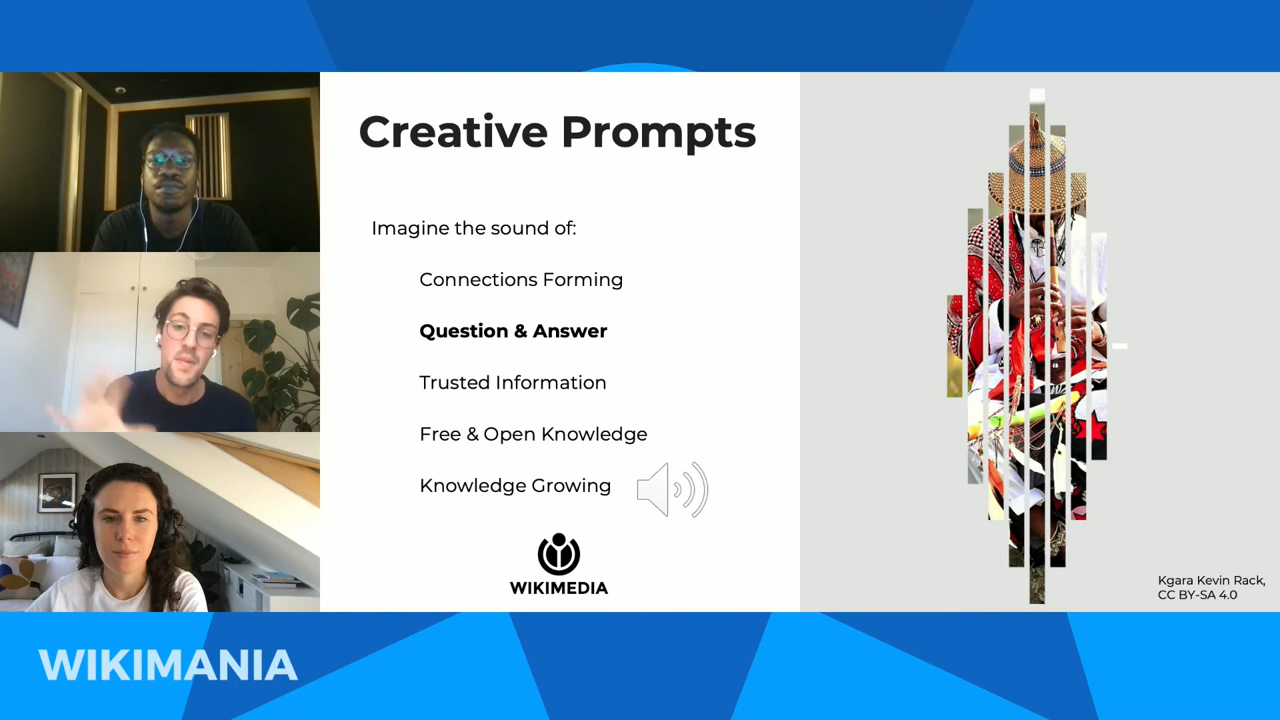 Creative Prompts
Imagine the sound of:
Connections Forming
Question & Answer
Trusted Information
Free & Open Knowledge
Knowledge Growing
WIKIMEDIA
Kgara Kevin Rack,
CC BY-SA 4.0
WIKIMANIA